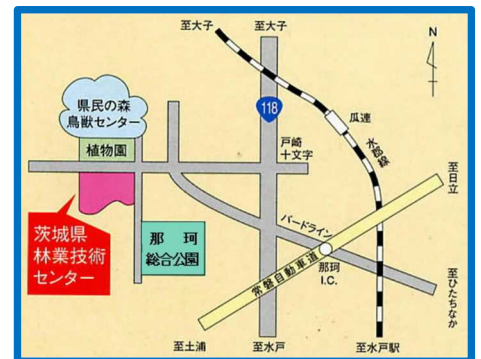 至大子
至大子
N
県民の森
鳥獣センター
118
瓜連
植物園
戸崎
十文字
水郡線
至日立
茨城県
林業技術
センター
那珂
総合公園
バードライン
那珂
I.C.
常磐自動車道
至ひたちなか
至土浦
至水戸
至水戸駅